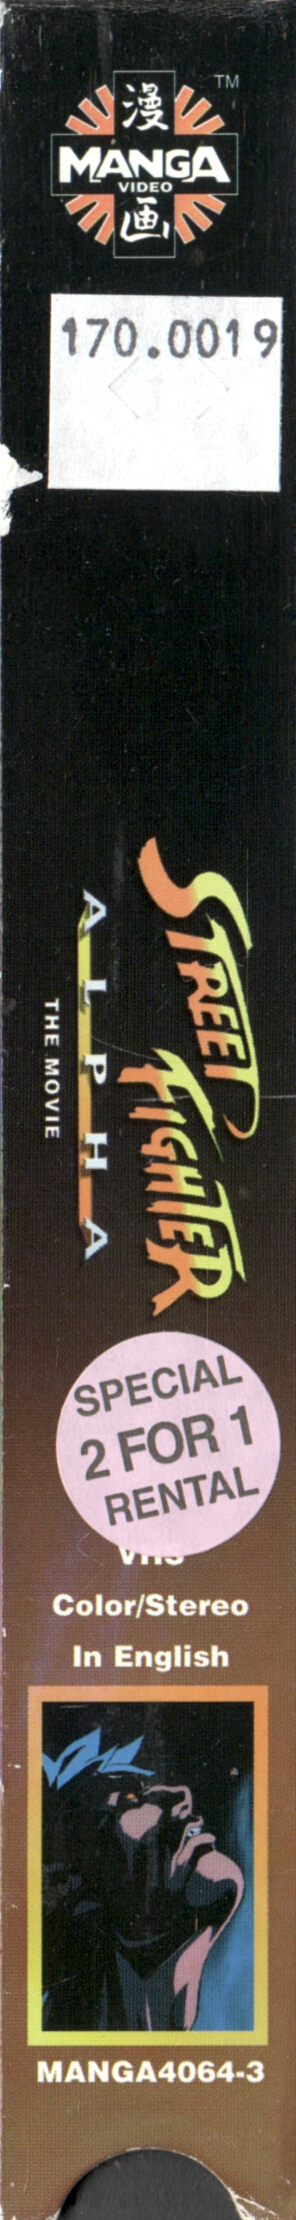 TM
漫
MANGA
VIDEO
画
170.0019
STREET
FIGHTER
ALPHA
THE MOVIE
SPECIAL
2 FOR 1
RENTAL
VHS
Color/Stereo
In English
MANGA4064-3